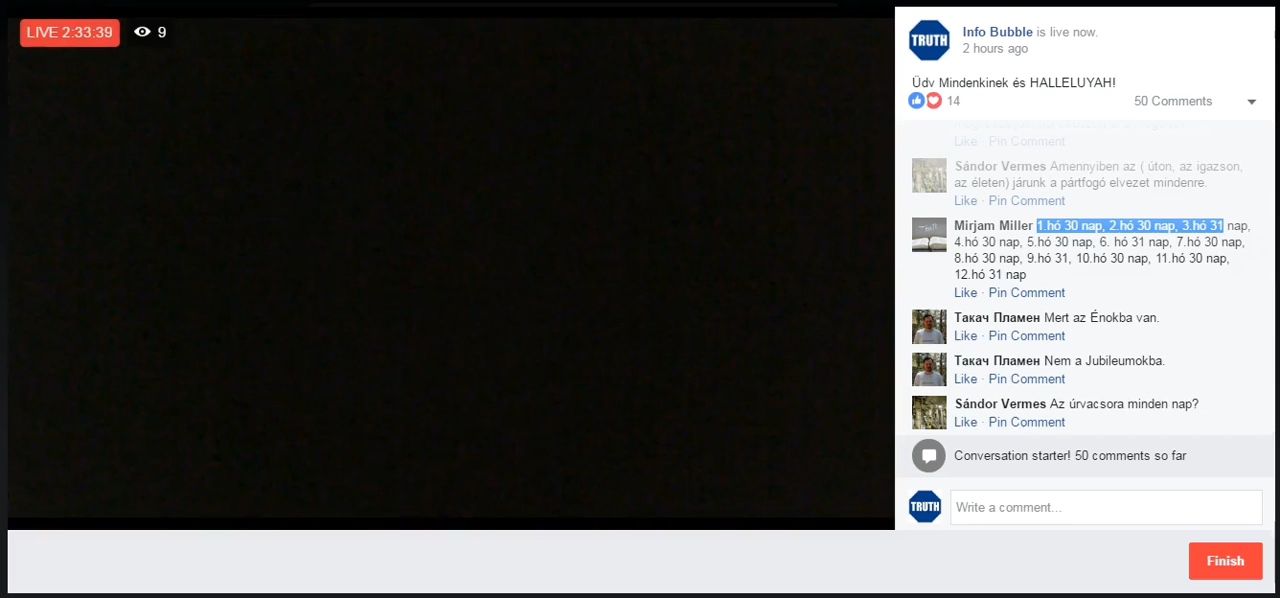 LIVE 2:33:39
9
TRUTH
Info Bubble is live now.
2 hours ago
Üdv Mindenkinek és HALLELUYAH!
14
50 Comments
Like · Pin Comment
Sándor Vermes Amennyiben az ( úton, az igazson,
az életen) járunk a pártfogó elvezet mindenre.
Like · Pin Comment
Mirjam Miller 1.hó 30 nap, 2.hó 30 nap, 3.hó 31 nap,
4.hó 30 nap, 5.hó 30 nap, 6. hó 31 nap, 7.hó 30 nap,
8.hó 30 nap, 9.hó 31, 10.hó 30 nap, 11.hó 30 nap,
12.hó 31 nap
Like · Pin Comment
Такач Пламен Mert az Énokba van.
Like · Pin Comment
Такач Пламен Nem a Jubileumokba.
Like · Pin Comment
Sándor Vermes Az úrvacsora minden nap?
Like · Pin Comment
Conversation starter! 50 comments so far
TRUTH
Write a comment...
Finish